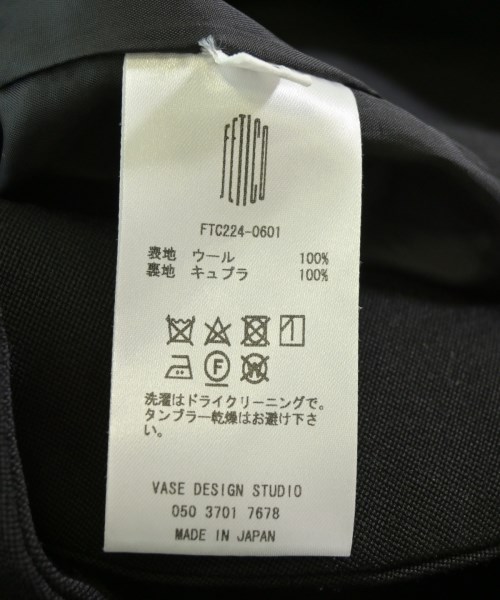 FETICO
FTC224-0601
表地 ウール 100%
裏地 キュプラ 100%
F
W
洗濯はドライクリーニングで。
タンブラー乾燥はお避け下さ
い。
VASE DESIGN STUDIO
050 3701 7678
MADE IN JAPAN